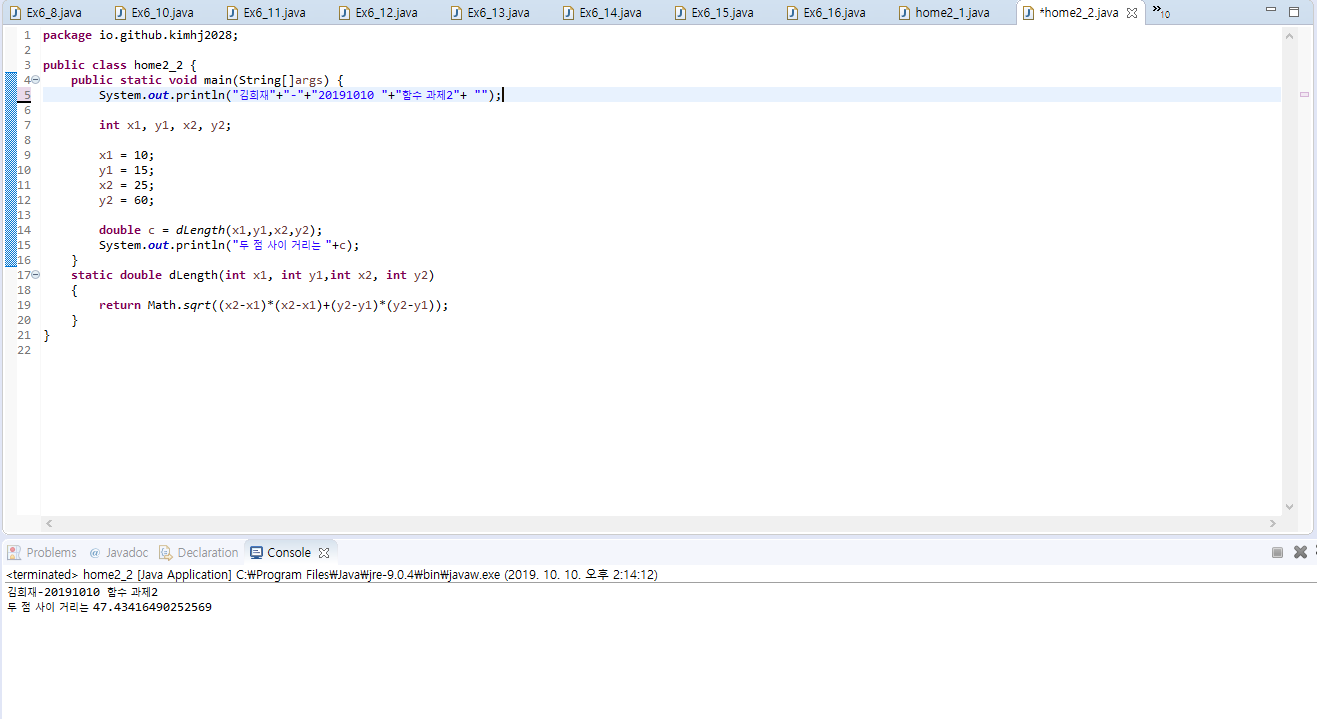 Ex6_8.java Ex6_10.java Ex6_11.java Ex6_12.java Ex6_13.java Ex6_14.java Ex6_15.java Ex6_16.java home2_1.java *home2_2.java »10
1 package io.github.kimhj2028;
2
3 public class home2_2 {
4 public static void main(String[]args) {
5 System.out.println("김희재"+"-"+"20191010 "+"함수 과제2"+ "");
6
7 int x1, y1, x2, y2;
8
9 x1 = 10;
10 y1 = 15;
11 x2 = 25;
12 y2 = 60;
13
14 double c = dLength(x1,y1,x2,y2);
15 System.out.println("두 점 사이 거리는 "+c);
16 }
17 static double dLength(int x1, int y1,int x2, int y2)
18 {
19 return Math.sqrt((x2-x1)*(x2-x1)+(y2-y1)*(y2-y1));
20 }
21 }
22
Problems @ Javadoc Declaration Console
<terminated> home2_2 [Java Application] C:₩Program Files₩Java₩jre-9.0.4₩bin₩javaw.exe (2019. 10. 10. 오후 2:14:12)
김희재-20191010 함수 과제2
두 점 사이 거리는 47.43416490252569